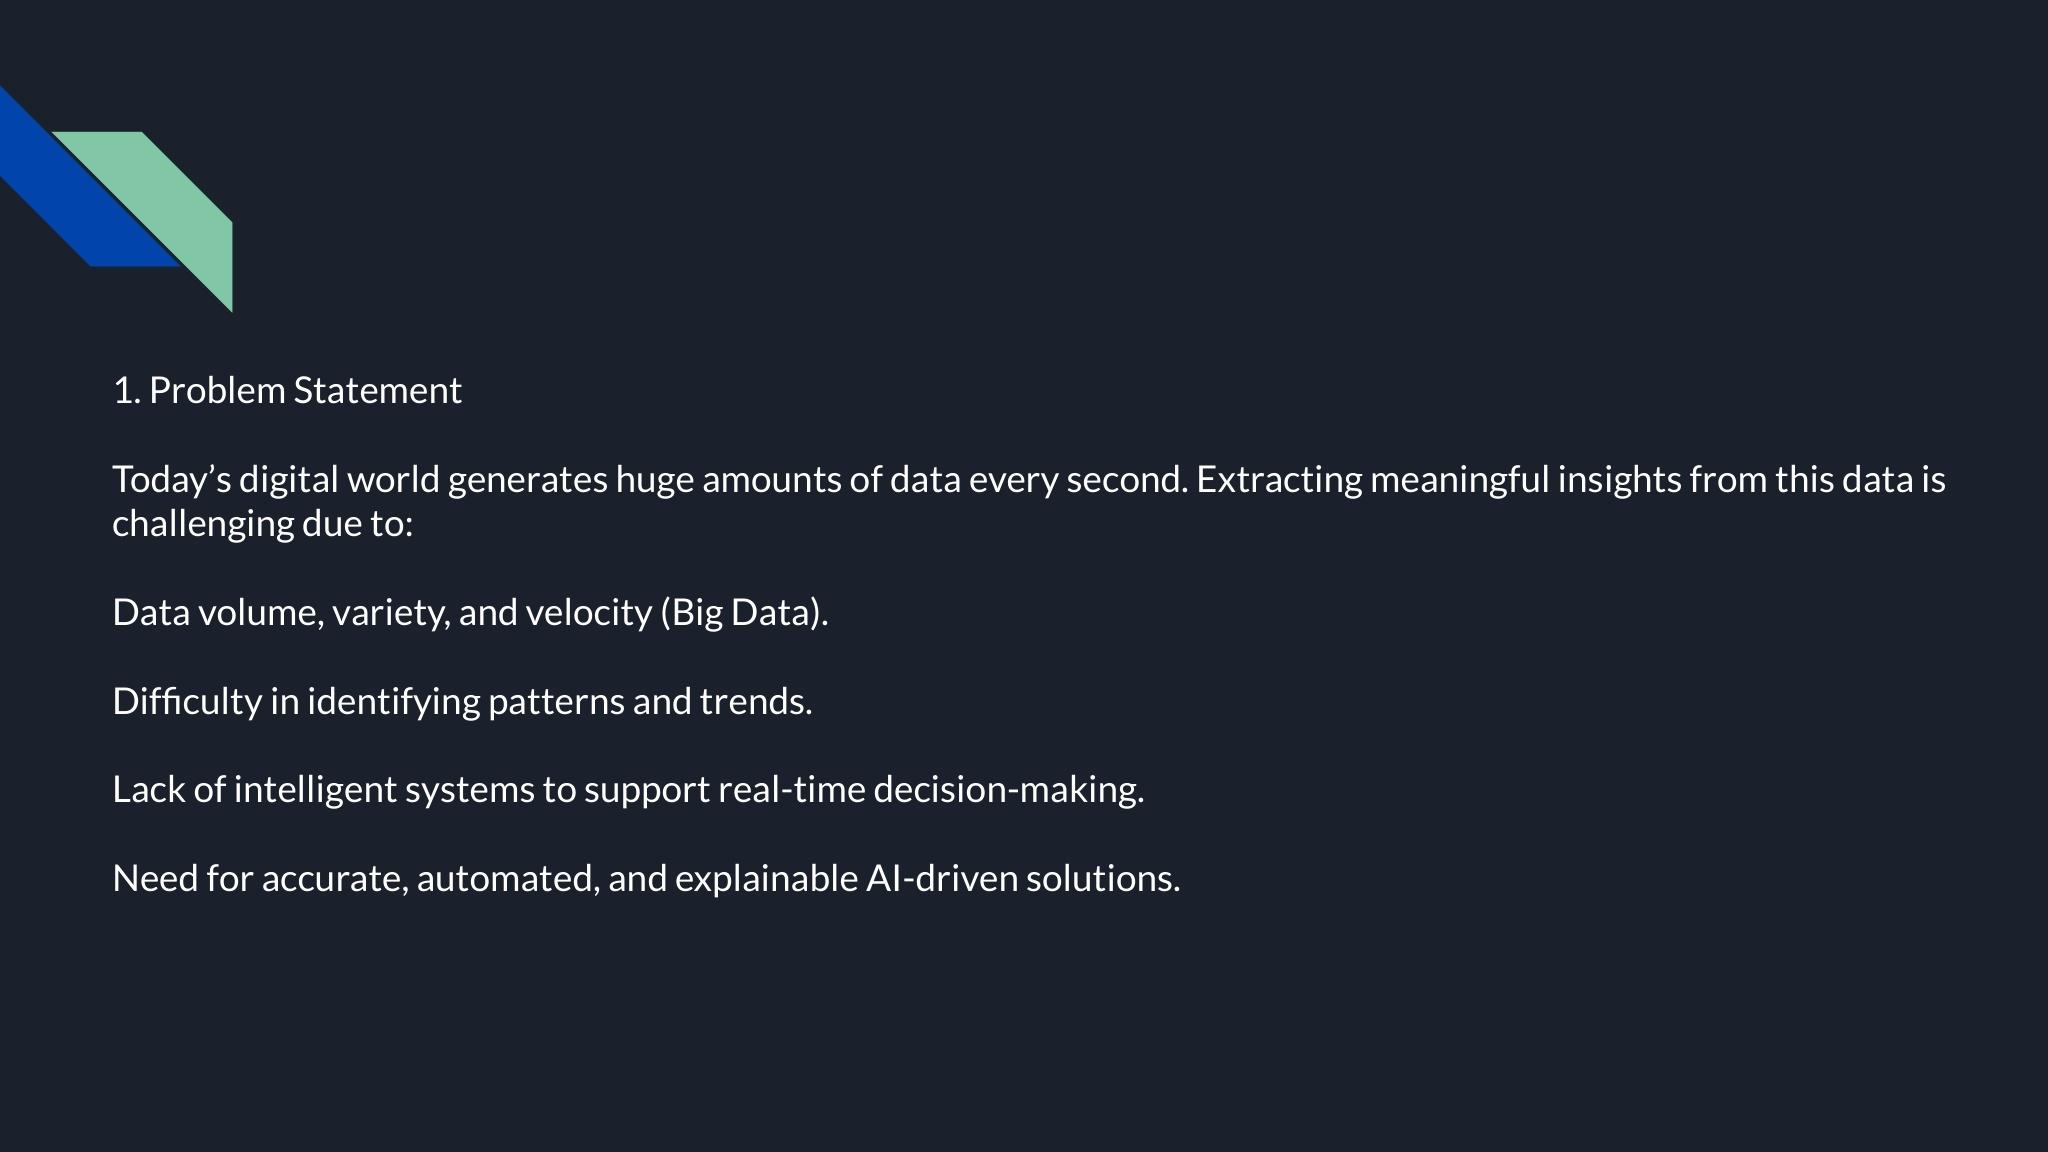 1. Problem Statement
Today’s digital world generates huge amounts of data every second. Extracting meaningful insights from this data is
challenging due to:
Data volume, variety, and velocity (Big Data).
Difficulty in identifying patterns and trends.
Lack of intelligent systems to support real-time decision-making.
Need for accurate, automated, and explainable AI-driven solutions.